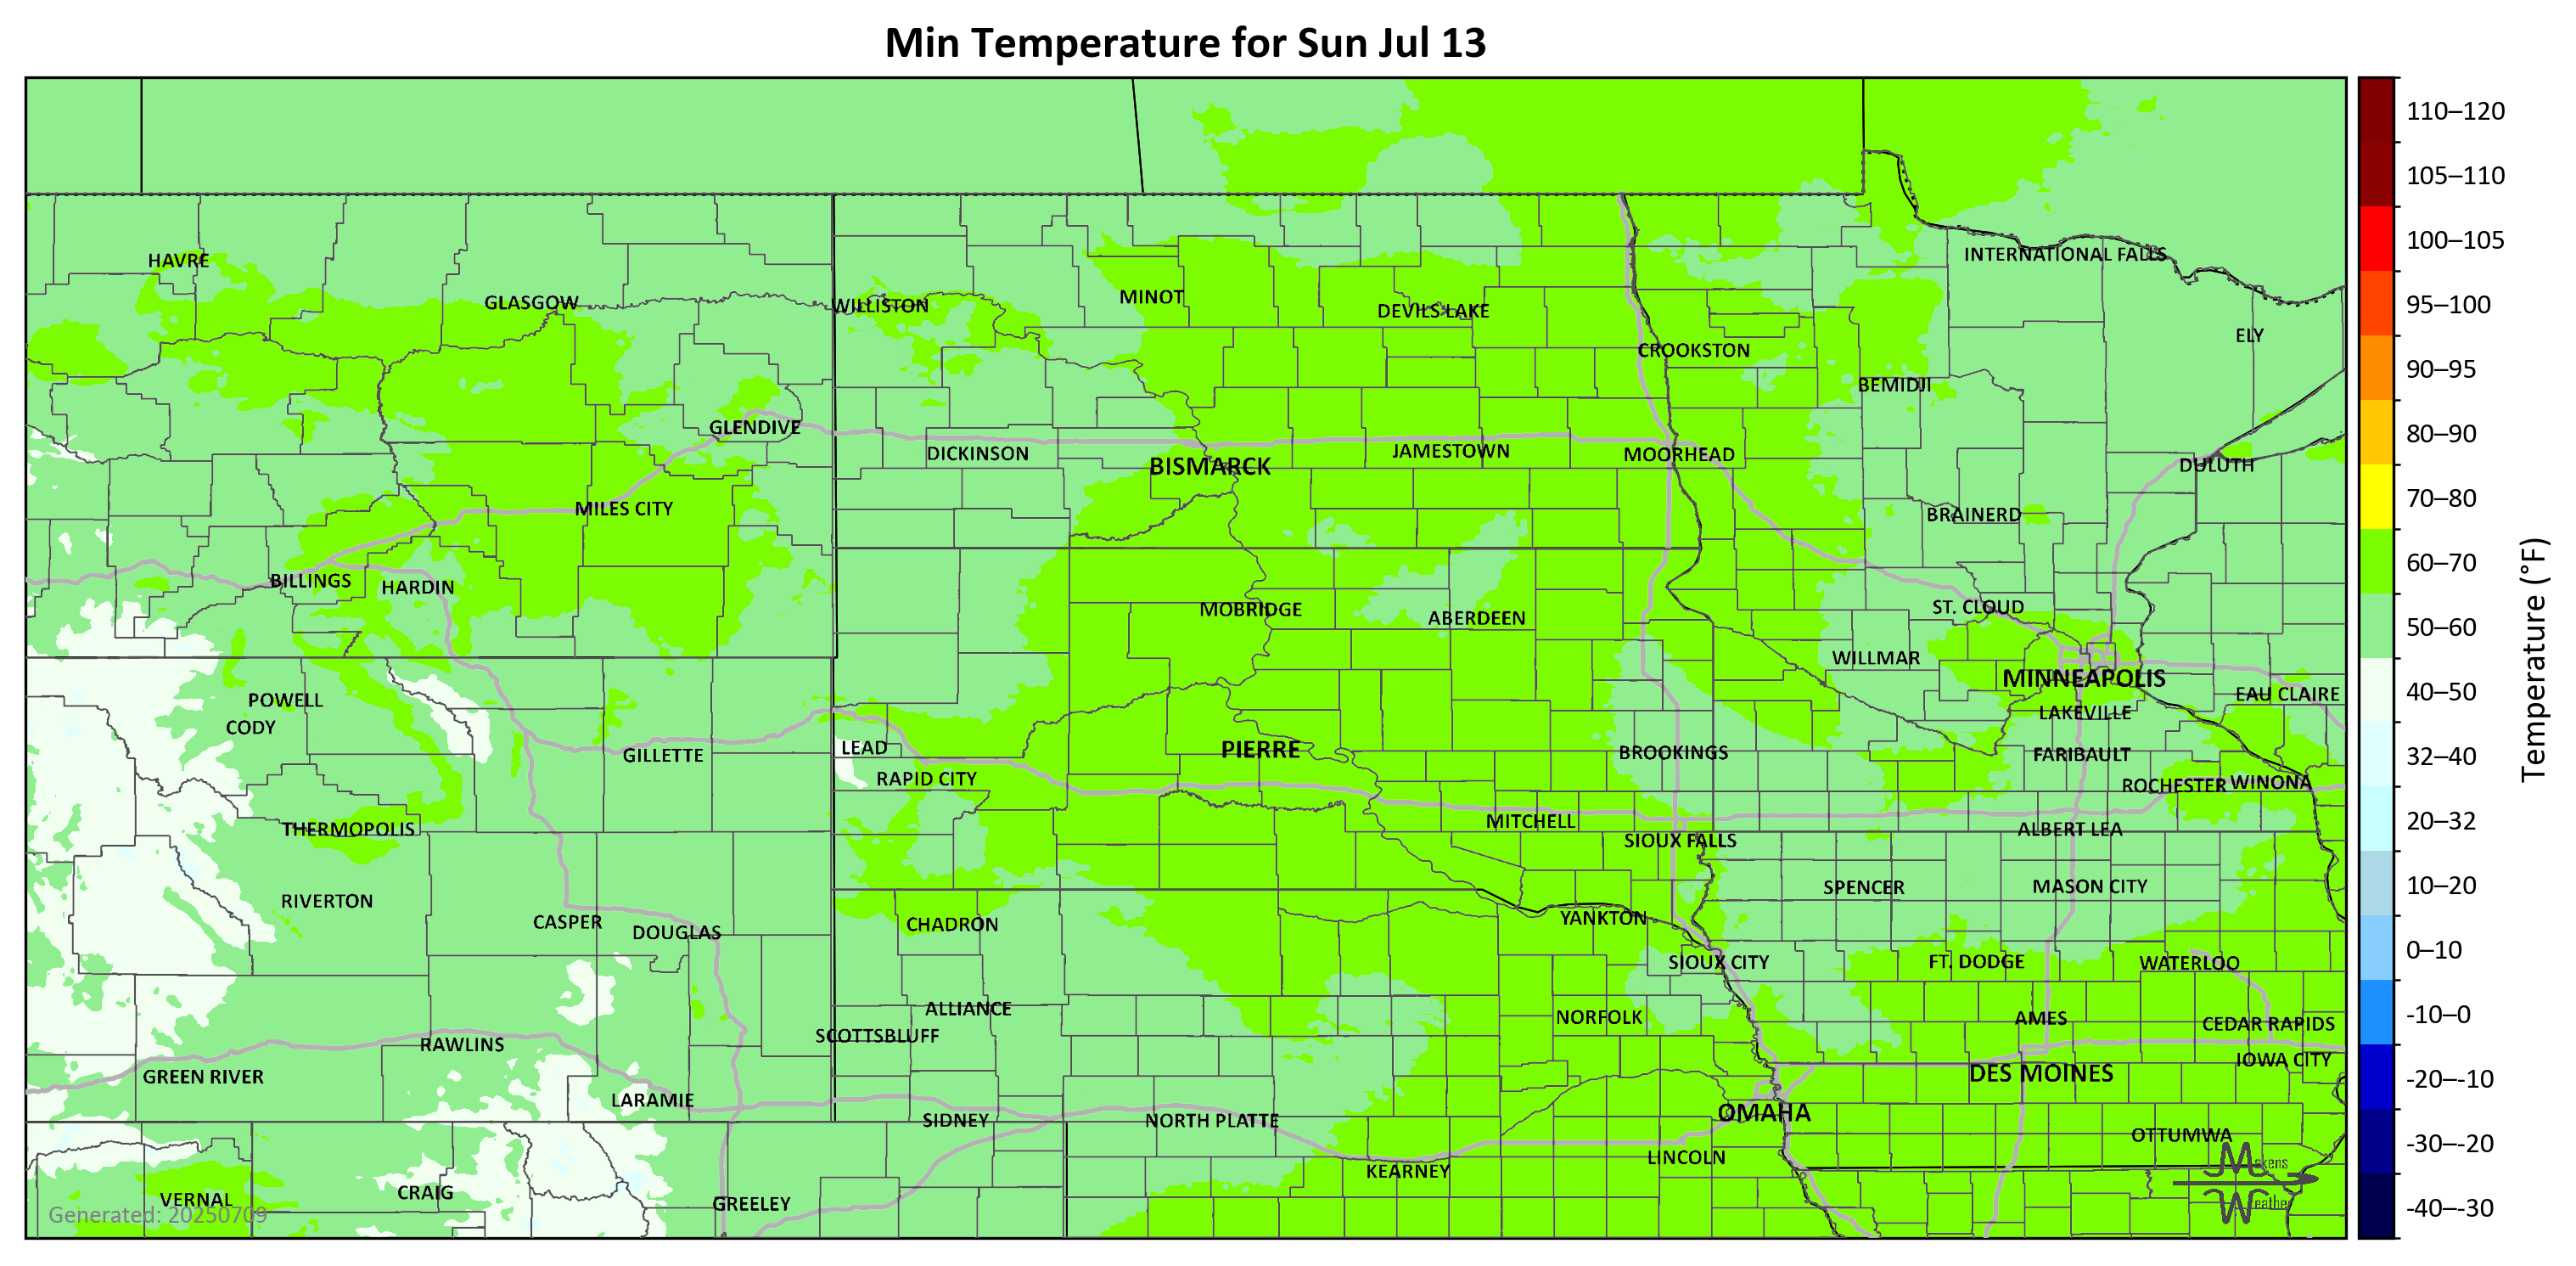 Min Temperature for Sun Jul 13
110–120
105–110
100–105
95–100
90–95
80–90
70–80
60–70
50–60
40–50
32–40
20–32
10–20
0–10
-10–0
-20–-10
-30–-20
-40–-30
Temperature (°F)
HAVRE
GLASGOW
WILLISTON
MINOT
DEVILS LAKE
CROOKSTON
INTERNATIONAL FALLS
ELY
BEMIDJI
GLENDIVE
DICKINSON
BISMARCK
JAMESTOWN
MOORHEAD
DULUTH
MILES CITY
BRAINERD
BILLINGS
HARDIN
MOBRIDGE
ABERDEEN
ST. CLOUD
WILLMAR
MINNEAPOLIS
EAU CLAIRE
POWELL
CODY
LAKEVILLE
GILLETTE
LEAD
RAPID CITY
PIERRE
BROOKINGS
FARIBAULT
ROCHESTER
WINONA
THERMOPOLIS
MITCHELL
SIOUX FALLS
ALBERT LEA
RIVERTON
CASPER
DOUGLAS
CHADRON
YANKTON
SPENCER
MASON CITY
SIOUX CITY
FT. DODGE
WATERLOO
ALLIANCE
SCOTTSBLUFF
NORFOLK
AMES
CEDAR RAPIDS
RAWLINS
GREEN RIVER
LARAMIE
SIDNEY
NORTH PLATTE
OMAHA
DES MOINES
IOWA CITY
OTTUMWA
KEARNEY
LINCOLN
VERNAL
CRAIG
GREELEY
Generated: 20250709
Makens
Weather